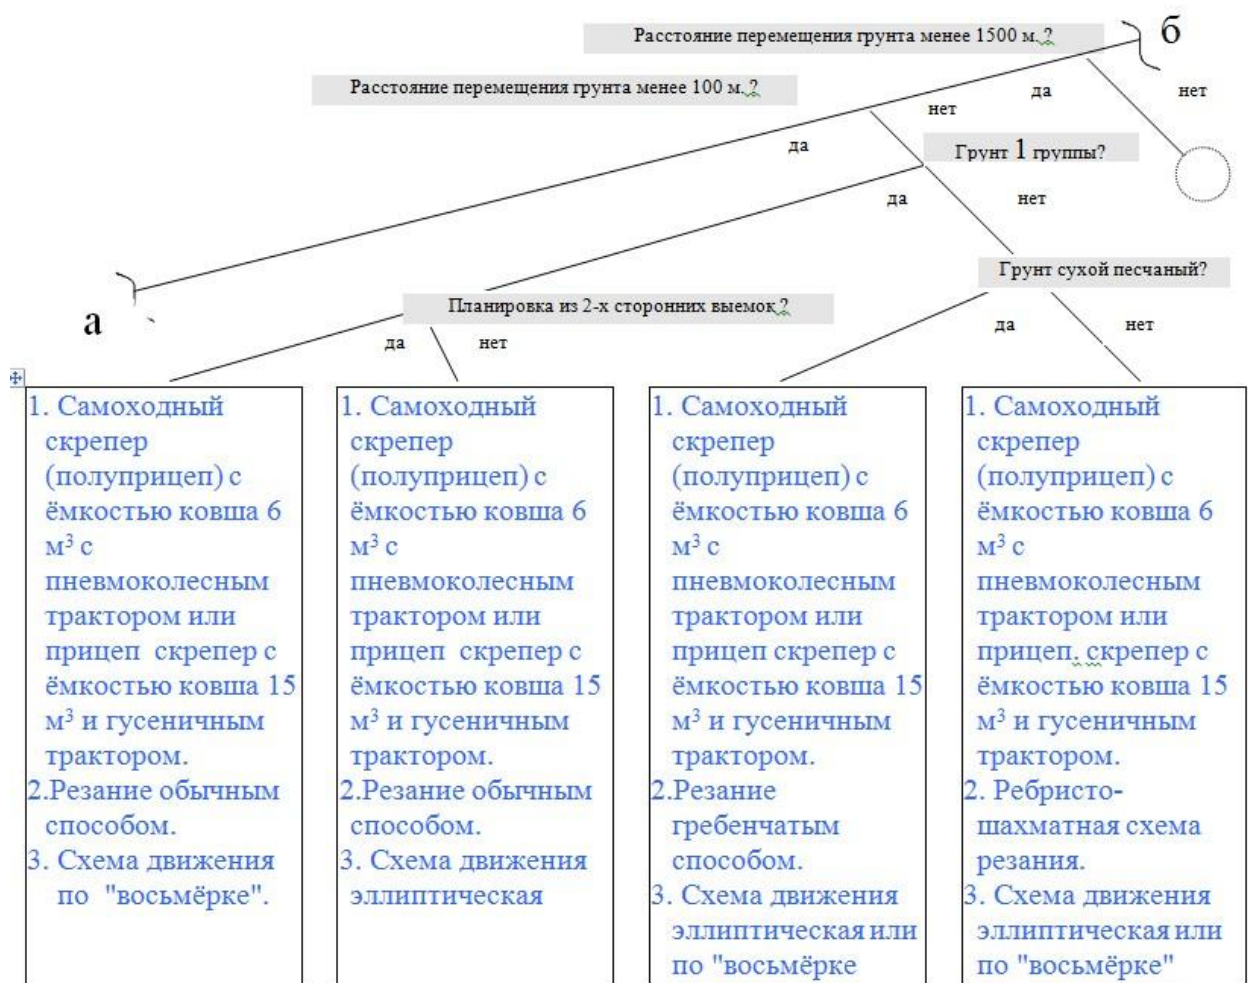 Расстояние перемещения грунта менее 1500 м. ?
б
Расстояние перемещения грунта менее 100 м. ?
да
нет
нет
да
Грунт 1 группы?
да
нет
Грунт сухой песчаный?
а
Планировка из 2-х сторонних выемок ?
да
нет
да
нет
1. Самоходный
скрепер
(полуприцеп) с
ёмкостью ковша 6
м³ с
пневмоколесным
трактором или
прицеп скрепер с
ёмкостью ковша 15
м³ и гусеничным
трактором.
2.Резание обычным
способом.
3. Схема движения
по "восьмёрке".
1. Самоходный
скрепер
(полуприцеп) с
ёмкостью ковша 6
м³ с
пневмоколесным
трактором или
прицеп скрепер с
ёмкостью ковша 15
м³ и гусеничным
трактором.
2.Резание обычным
способом.
3. Схема движения
эллиптическая
1. Самоходный
скрепер
(полуприцеп) с
ёмкостью ковша 6
м³ с
пневмоколесным
трактором или
прицеп скрепер с
ёмкостью ковша 15
м³ и гусеничным
трактором.
2.Резание
гребенчатым
способом.
3. Схема движения
эллиптическая или
по "восьмёрке
1. Самоходный
скрепер
(полуприцеп) с
ёмкостью ковша 6
м³ с
пневмоколесным
трактором или
прицеп. скрепер с
ёмкостью ковша 15
м³ и гусеничным
трактором.
2. Ребристо-
шахматная схема
резания.
3. Схема движения
эллиптическая или
по "восьмёрке"